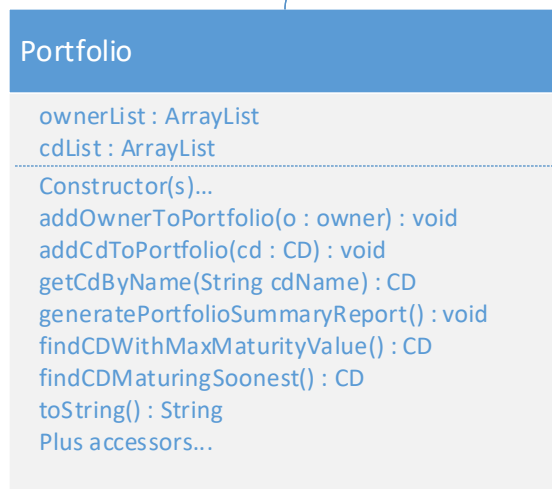 Portfolio
ownerList : ArrayList
cdList : ArrayList
Constructor(s)...
addOwnerToPortfolio(o : owner) : void
addCdToPortfolio(cd : CD) : void
getCdByName(String cdName) : CD
generatePortfolioSummaryReport() : void
findCDWithMaxMaturityValue() : CD
findCDMaturingSoonest() : CD
toString() : String
Plus accessors...